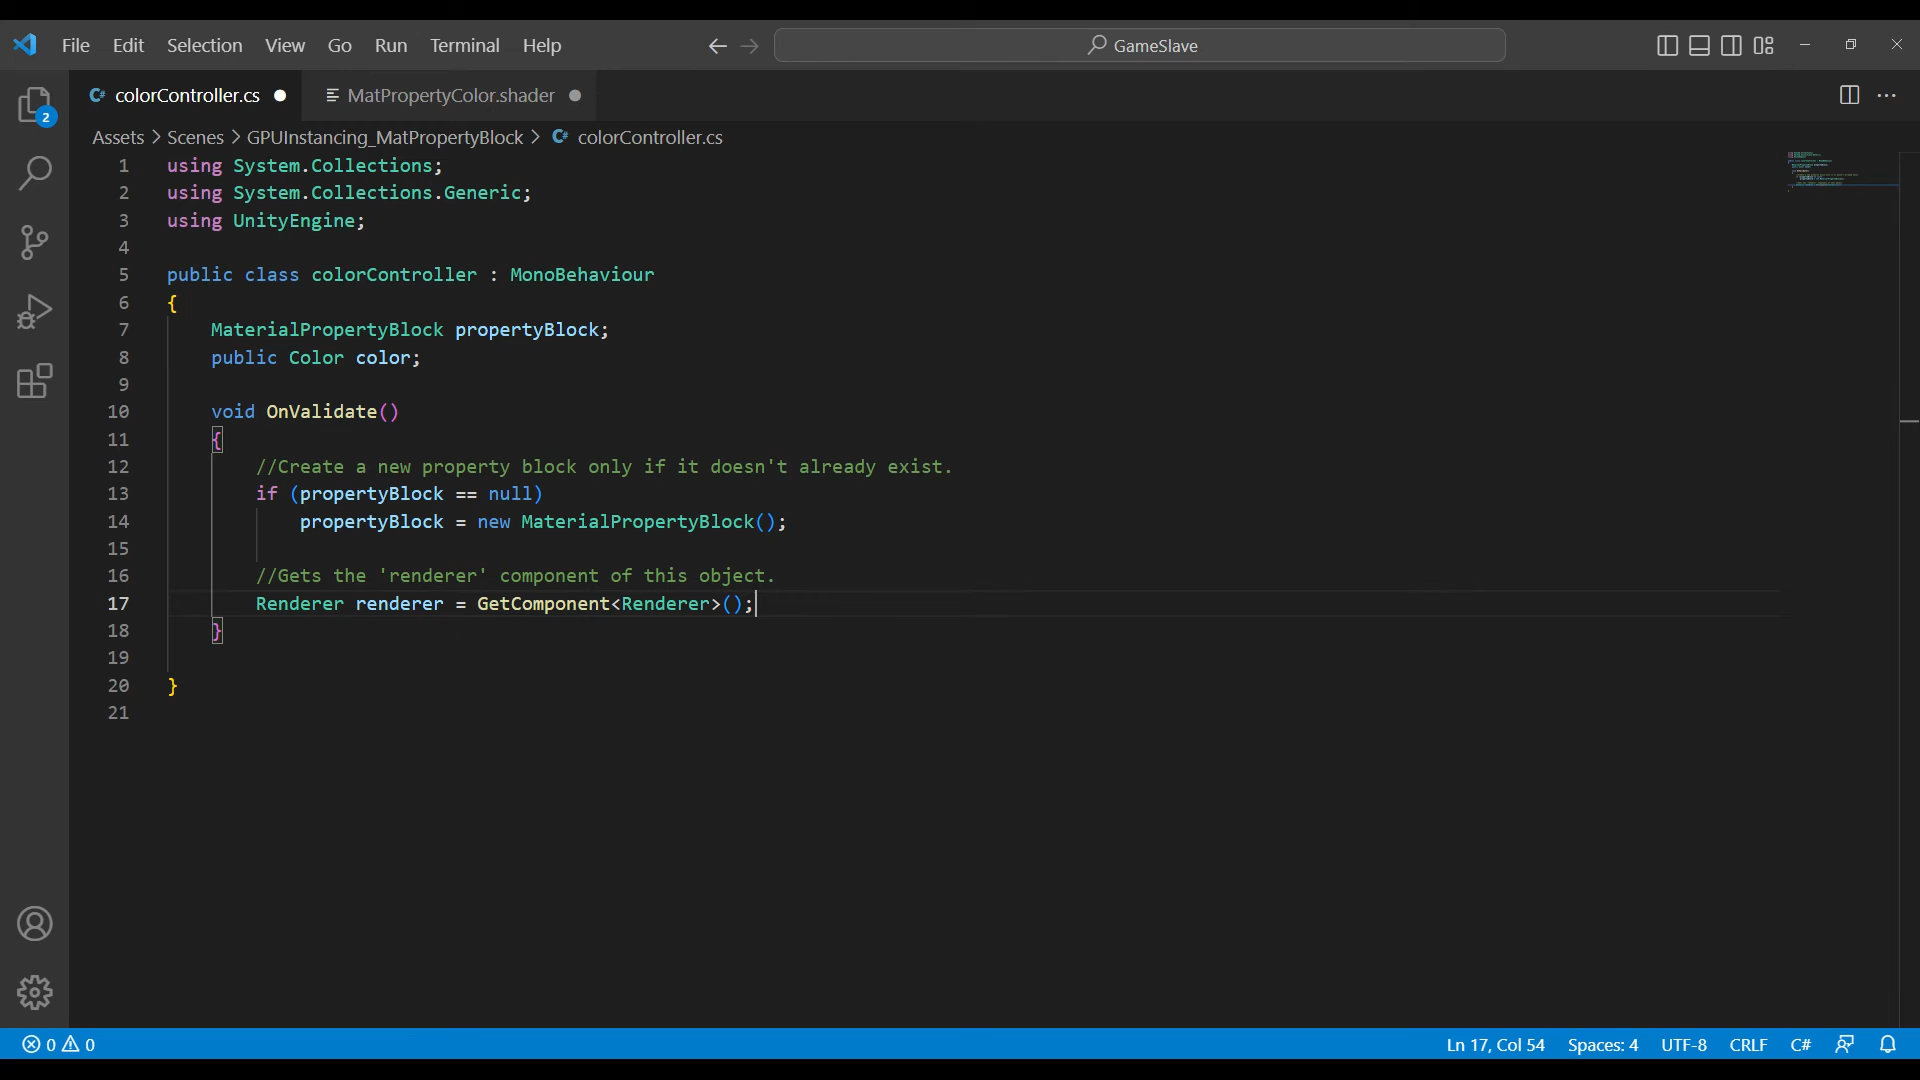 File Edit Selection View Go Run Terminal Help GameSlave
colorController.cs MatPropertyColor.shader
Assets > Scenes > GPUInstancing_MatPropertyBlock > colorController.cs
2
1 using System.Collections;
2 using System.Collections.Generic;
3 using UnityEngine;
4
5 public class colorController : MonoBehaviour
6 {
7 MaterialPropertyBlock propertyBlock;
8 public Color color;
9
10 void OnValidate()
11 {
12 //Create a new property block only if it doesn't already exist.
13 if (propertyBlock == null)
14 propertyBlock = new MaterialPropertyBlock();
15
16 //Gets the 'renderer' component of this object.
17 Renderer renderer = GetComponent<Renderer>();
18 }
19
20 }
21
0 0 Ln 17, Col 54 Spaces: 4 UTF-8 CRLF C#